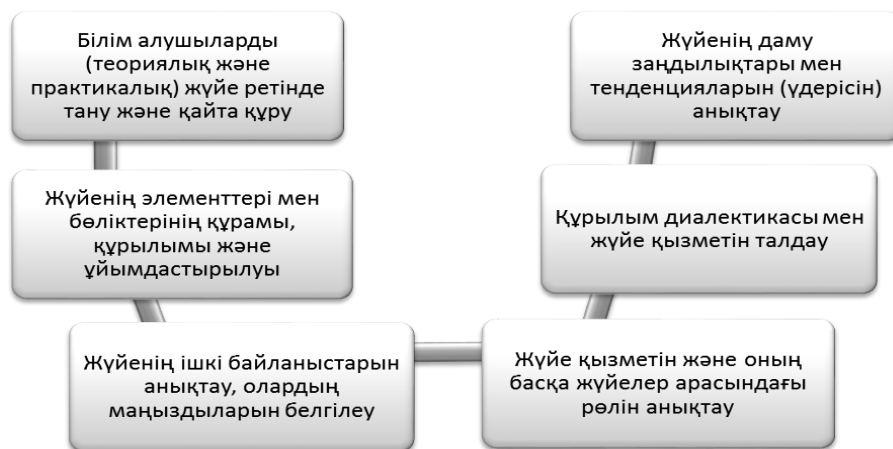 Білім алушыларды
(теориялық және
практикалық) жүйе ретінде
тану және қайта құру
Жүйенің элементтері мен
бөліктерінің құрамы,
құрылымы және
ұйымдастырылуы
Жүйенің ішкі байланыстарын
анықтау, олардың
маңыздыларын белгілеу
Жүйе қызметін және оның
басқа жүйелер арасындағы
рөлін анықтау
Құрылым диалектикасы мен
жүйе қызметін талдау
Жүйенің даму
заңдылықтары мен
тенденцияларын (үдерісін)
анықтау